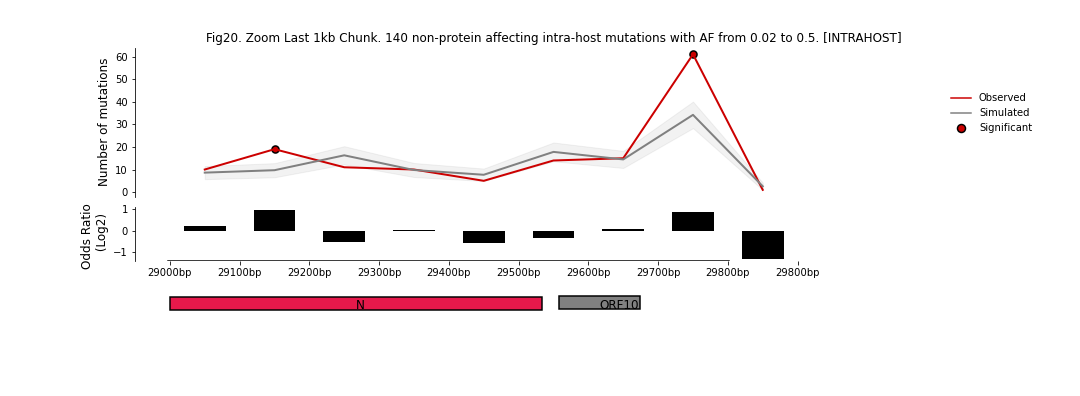 Fig20. Zoom Last 1kb Chunk. 140 non-protein affecting intra-host mutations with AF from 0.02 to 0.5. [INTRAHOST]
Number of mutations
60
50
40
30
20
10
0
Observed
Simulated
Significant
Odds Ratio
(Log2)
1
0
−1
29000bp 29100bp 29200bp 29300bp 29400bp 29500bp 29600bp 29700bp 29800bp 29800bp
N
ORF10